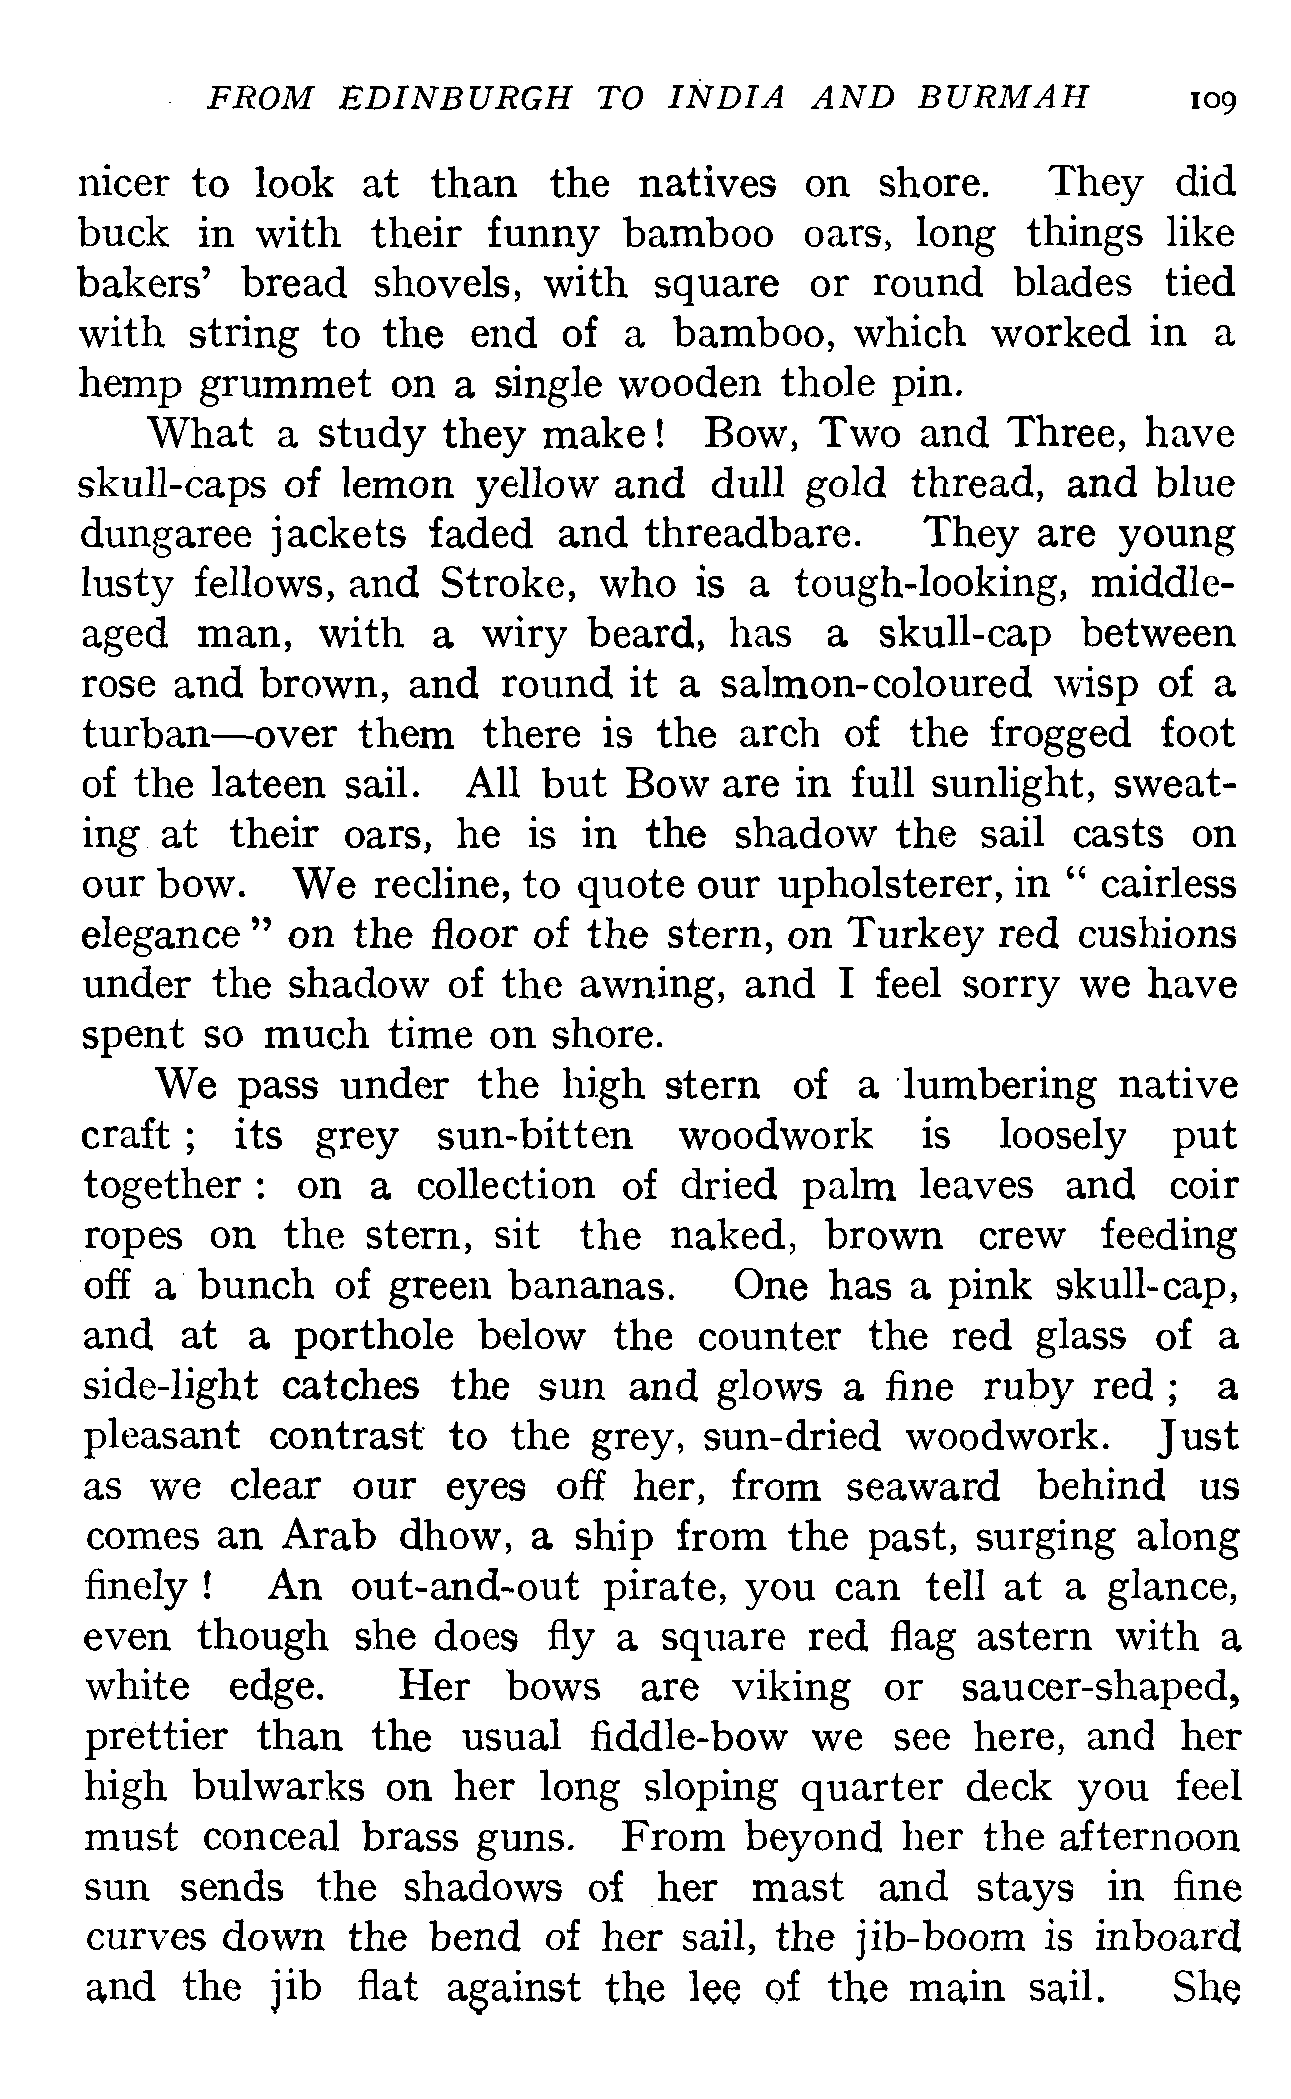 FROM EDINBURGH TO INDIA AND BURMAH 109
nicer to look at than the natives on shore. They did
buck in with their funny bamboo oars, long things like
bakers' bread shovels, with square or round blades tied
with string to the end of a bamboo, which worked in a
hemp grummet on a single wooden thole pin.
What a study they make! Bow, Two and Three, have
skull-caps of lemon yellow and dull gold thread, and blue
dungaree jackets faded and threadbare. They are young
lusty fellows, and Stroke, who is a tough-looking, middle-
aged man, with a wiry beard, has a skull-cap between
rose and brown, and round it a salmon-coloured wisp of a
turban—over them there is the arch of the frogged foot
of the lateen sail. All but Bow are in full sunlight, sweat-
ing at their oars, he is in the shadow the sail casts on
our bow. We recline, to quote our upholsterer, in " cairless
elegance " on the floor of the stern, on Turkey red cushions
under the shadow of the awning, and I feel sorry we have
spent so much time on shore.
We pass under the high stern of a lumbering native
craft ; its grey sun-bitten woodwork is loosely put
together : on a collection of dried palm leaves and coir
ropes on the stern, sit the naked, brown crew feeding
off a bunch of green bananas. One has a pink skull-cap,
and at a porthole below the counter the red glass of a
side-light catches the sun and glows a fine ruby red ; a
pleasant contrast to the grey, sun-dried woodwork. Just
as we clear our eyes off her, from seaward behind us
comes an Arab dhow, a ship from the past, surging along
finely ! An out-and-out pirate, you can tell at a glance,
even though she does fly a square red flag astern with a
white edge. Her bows are viking or saucer-shaped,
prettier than the usual fiddle-bow we see here, and her
high bulwarks on her long sloping quarter deck you feel
must conceal brass guns. From beyond her the afternoon
sun sends the shadows of her mast and stays in fine
curves down the bend of her sail, the jib-boom is inboard
and the jib flat against the lee of the main sail. She